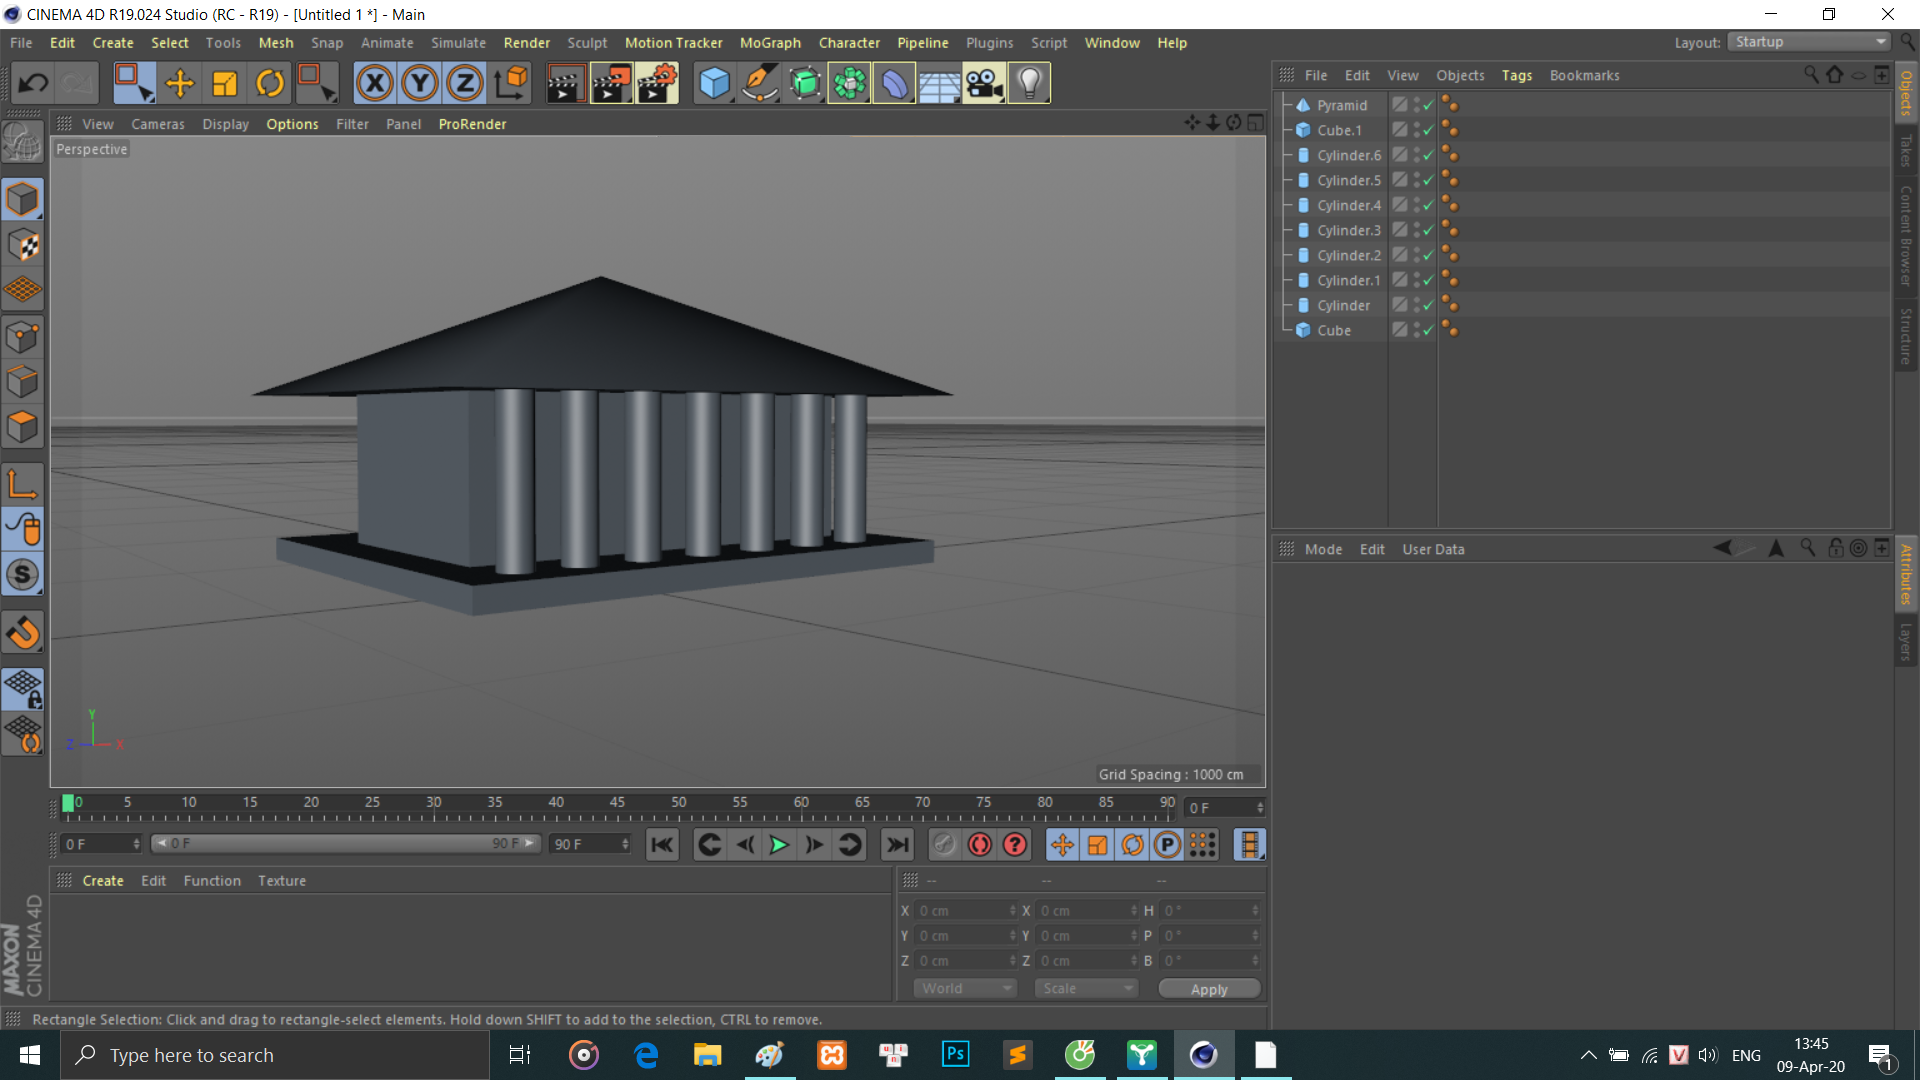 CINEMA 4D R19.024 Studio (RC - R19) - [Untitled 1 *] - Main
File Edit Create Select Tools Mesh Snap Animate Simulate Render Sculpt Motion Tracker MoGraph Character Pipeline Plugins Script Window Help
Layout: Startup
X Y Z
File Edit View Objects Tags Bookmarks
View Cameras Display Options Filter Panel ProRender
Perspective
Pyramid
Cube.1
Cylinder.6
Cylinder.5
Cylinder.4
Cylinder.3
Cylinder.2
Cylinder.1
Cylinder
Cube
Objects
Takes
Content Browser
Structure
Mode Edit User Data
Attributes
Layers
S
Y
Z X
Grid Spacing : 1000 cm
0 5 10 15 20 25 30 35 40 45 50 55 60 65 70 75 80 85 90 0 F
0 F 0 F 90 F 90 F ? P
Create Edit Function Texture
-- -- --
X 0 cm X 0 cm H 0 °
Y 0 cm Y 0 cm P 0 °
Z 0 cm Z 0 cm B 0 °
World Scale Apply
MAXON
CINEMA 4D
Rectangle Selection: Click and drag to rectangle-select elements. Hold down SHIFT to add to the selection, CTRL to remove.
Type here to search
Ps
V
ENG
13:45
09-Apr-20
1